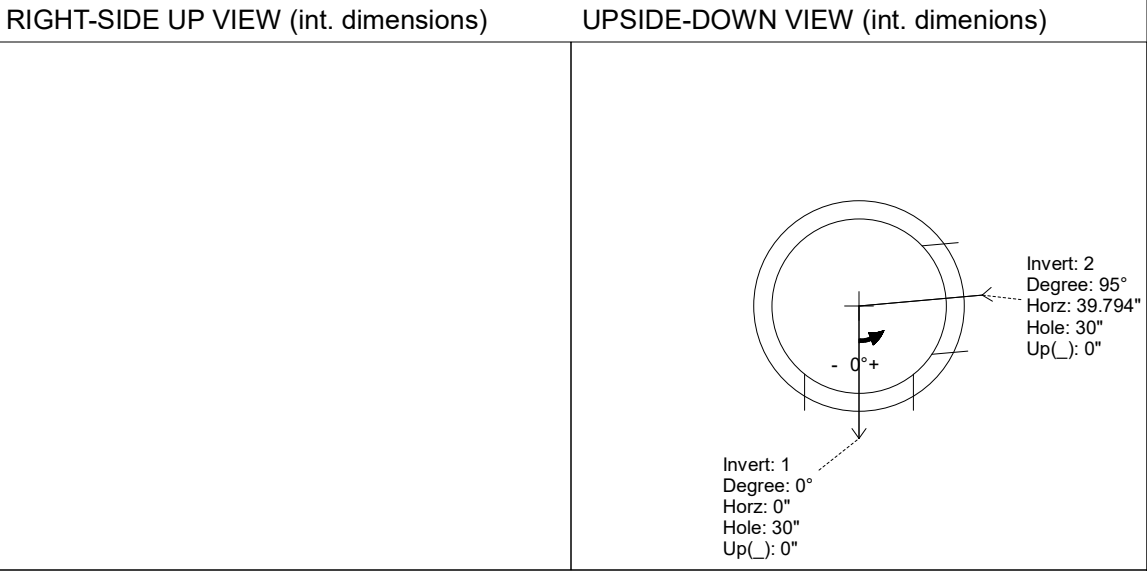 RIGHT-SIDE UP VIEW (int. dimensions)
UPSIDE-DOWN VIEW (int. dimenions)
Invert: 2
Degree: 95°
Horz: 39.794"
Hole: 30"
Up(_): 0"
- 0°+
Invert: 1
Degree: 0°
Horz: 0"
Hole: 30"
Up(_): 0"